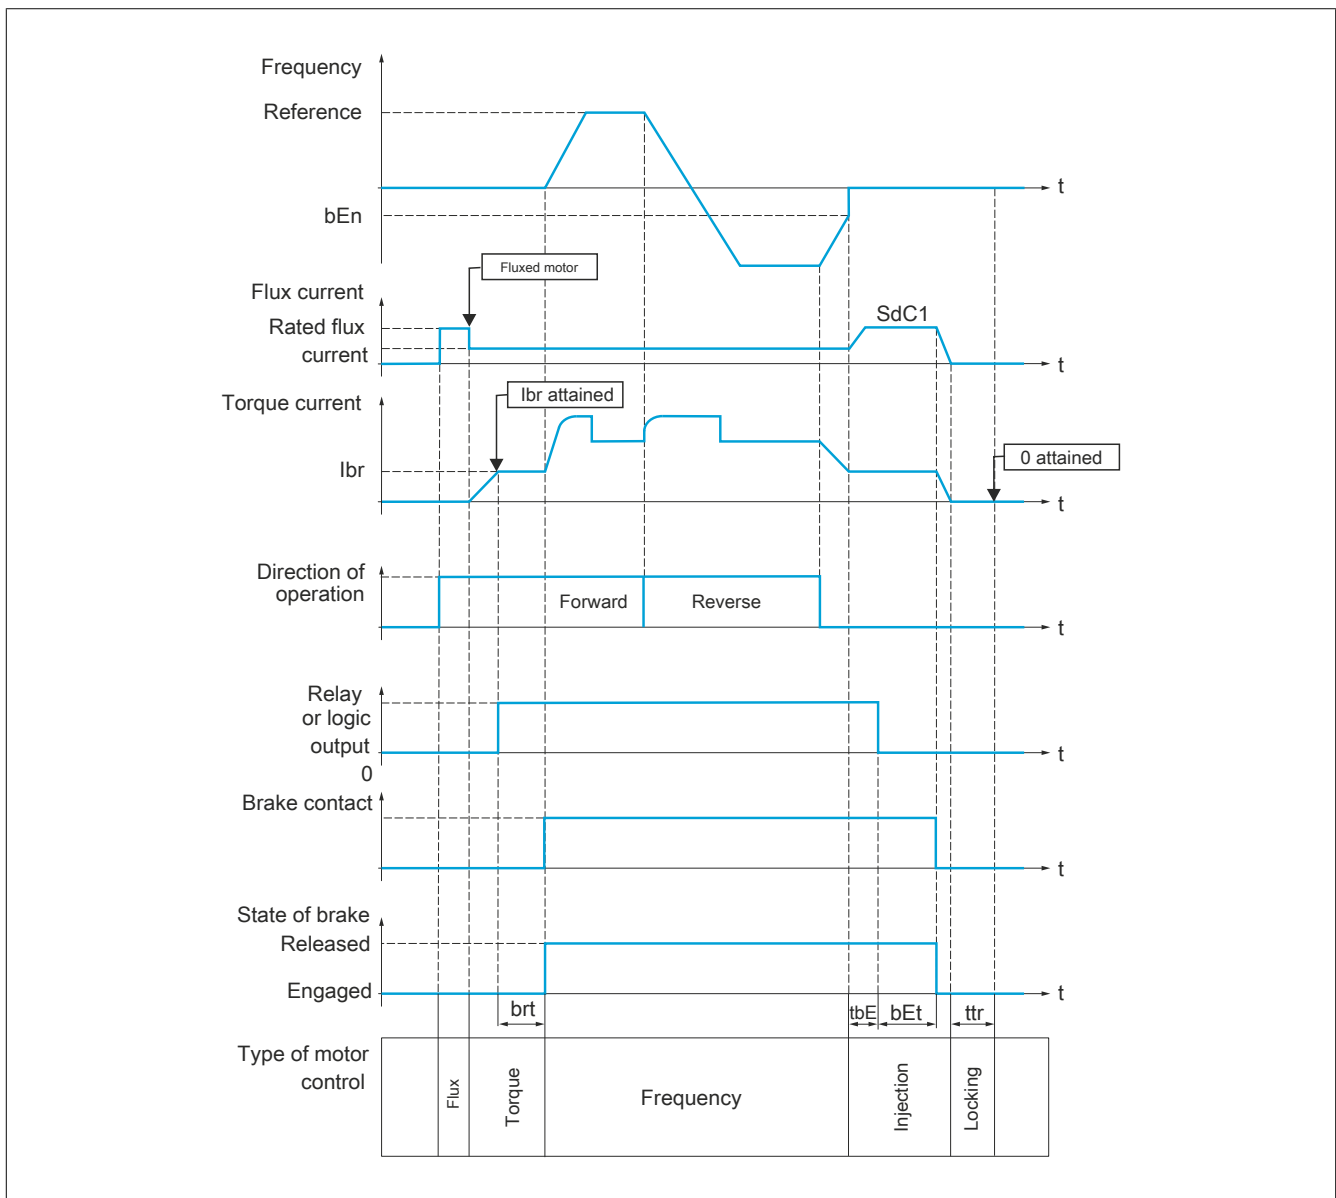 Frequency
Reference
t
bEn
Fluxed motor
Flux current
Rated flux
current
SdC1
t
Ibr attained
Torque current
Ibr
0 attained
t
Direction of
operation
Forward
Reverse
t
Relay
or logic
output
0
t
Brake contact
t
State of brake
Released
Engaged
t
brt
tbE
bEt
ttr
Type of motor
control
Flux
Torque
Frequency
Injection
Locking